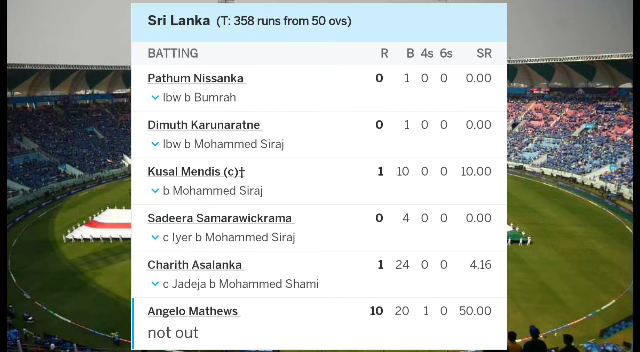 Sri Lanka (T: 358 runs from 50 ovs)
BATTING R B 4s 6s SR
Pathum Nissanka 0 1 0 0 0.00
lbw b Bumrah
Dimuth Karunaratne 0 1 0 0 0.00
lbw b Mohammed Siraj
Kusal Mendis (c)† 1 10 0 0 10.00
b Mohammed Siraj
Sadeera Samarawickrama 0 4 0 0 0.00
c Iyer b Mohammed Siraj
Charith Asalanka 1 24 0 0 4.16
c Jadeja b Mohammed Shami
Angelo Mathews 10 20 1 0 50.00
not out